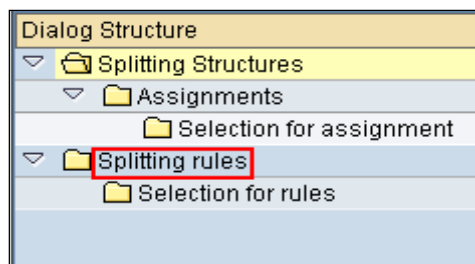 Dialog Structure
Splitting Structures
Assignments
Selection for assignment
Splitting rules
Selection for rules